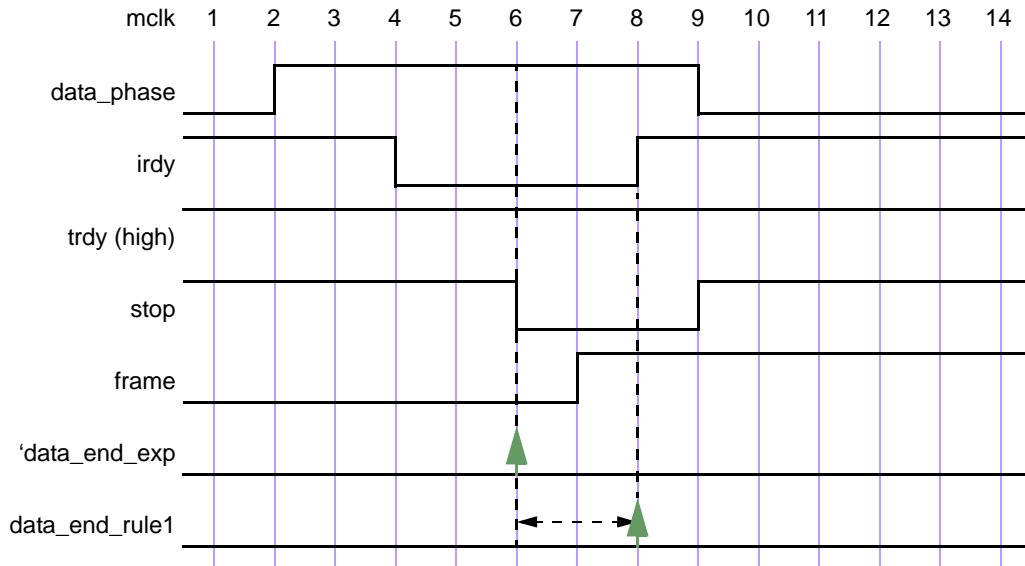 mclk 1 2 3 4 5 6 7 8 9 10 11 12 13 14
data_phase
irdy
trdy (high)
stop
frame
‘data_end_exp
data_end_rule1